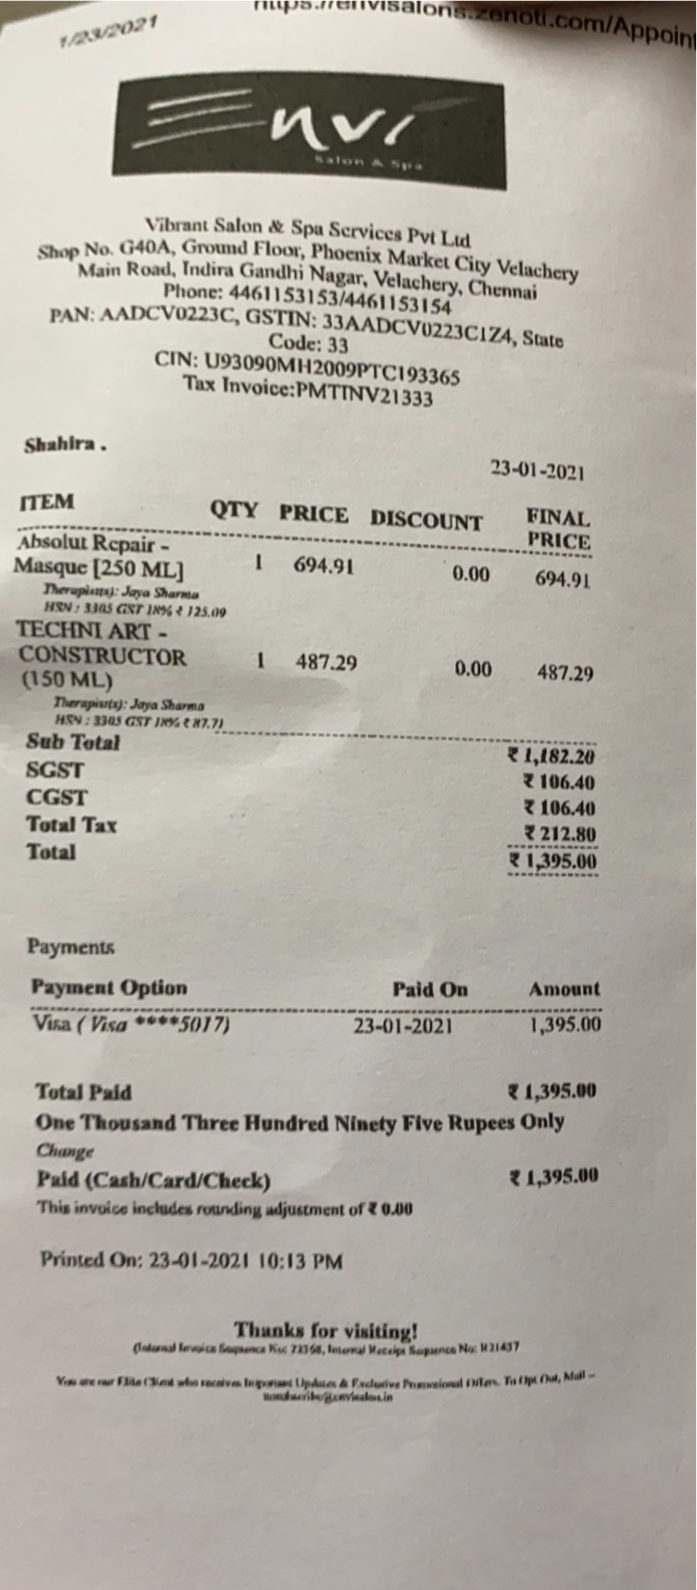 1/23/2021
https://envisalons.zenoti.com/Appoin
Envi
Salon & Spa
Vibrant Salon & Spa Services Pvt Ltd
Shop No. G40A, Ground Floor, Phoenix Market City Velachery
Main Road, Indira Gandhi Nagar, Velachery, Chennai
Phone: 4461153153/4461153154
PAN: AADCV0223C, GSTIN: 33AADCV0223C1Z4, State
Code: 33
CIN: U93090MH2009PTC193365
Tax Invoice:PMTINV21333
Shahira .
23-01-2021
ITEM QTY PRICE DISCOUNT FINAL PRICE
Absolut Repair -
Masque [250 ML] 1 694.91 0.00 694.91
Therapist(s): Jaya Sharma
HSN : 3305 GST 18% ₹ 125.09
TECHNI ART -
CONSTRUCTOR 1 487.29 0.00 487.29
(150 ML)
Therapist(s): Jaya Sharma
HSN : 3305 GST 18% ₹ 87.71
Sub Total ₹ 1,182.20
SGST ₹ 106.40
CGST ₹ 106.40
Total Tax ₹ 212.80
Total ₹ 1,395.00
Payments
Payment Option Paid On Amount
Visa ( Visa ****5017) 23-01-2021 1,395.00
Total Paid ₹ 1,395.00
One Thousand Three Hundred Ninety Five Rupees Only
Change
Paid (Cash/Card/Check) ₹ 1,395.00
This invoice includes rounding adjustment of ₹ 0.00
Printed On: 23-01-2021 10:13 PM
Thanks for visiting!
(Internal Invoice Sequence No: 72368, Internal Receipt Sequence No: R21437
You are our Elite Client who receives Important Updates & Exclusive Promotional Offers. To Opt Out, Mail –
unsubscribe@envisalon.in